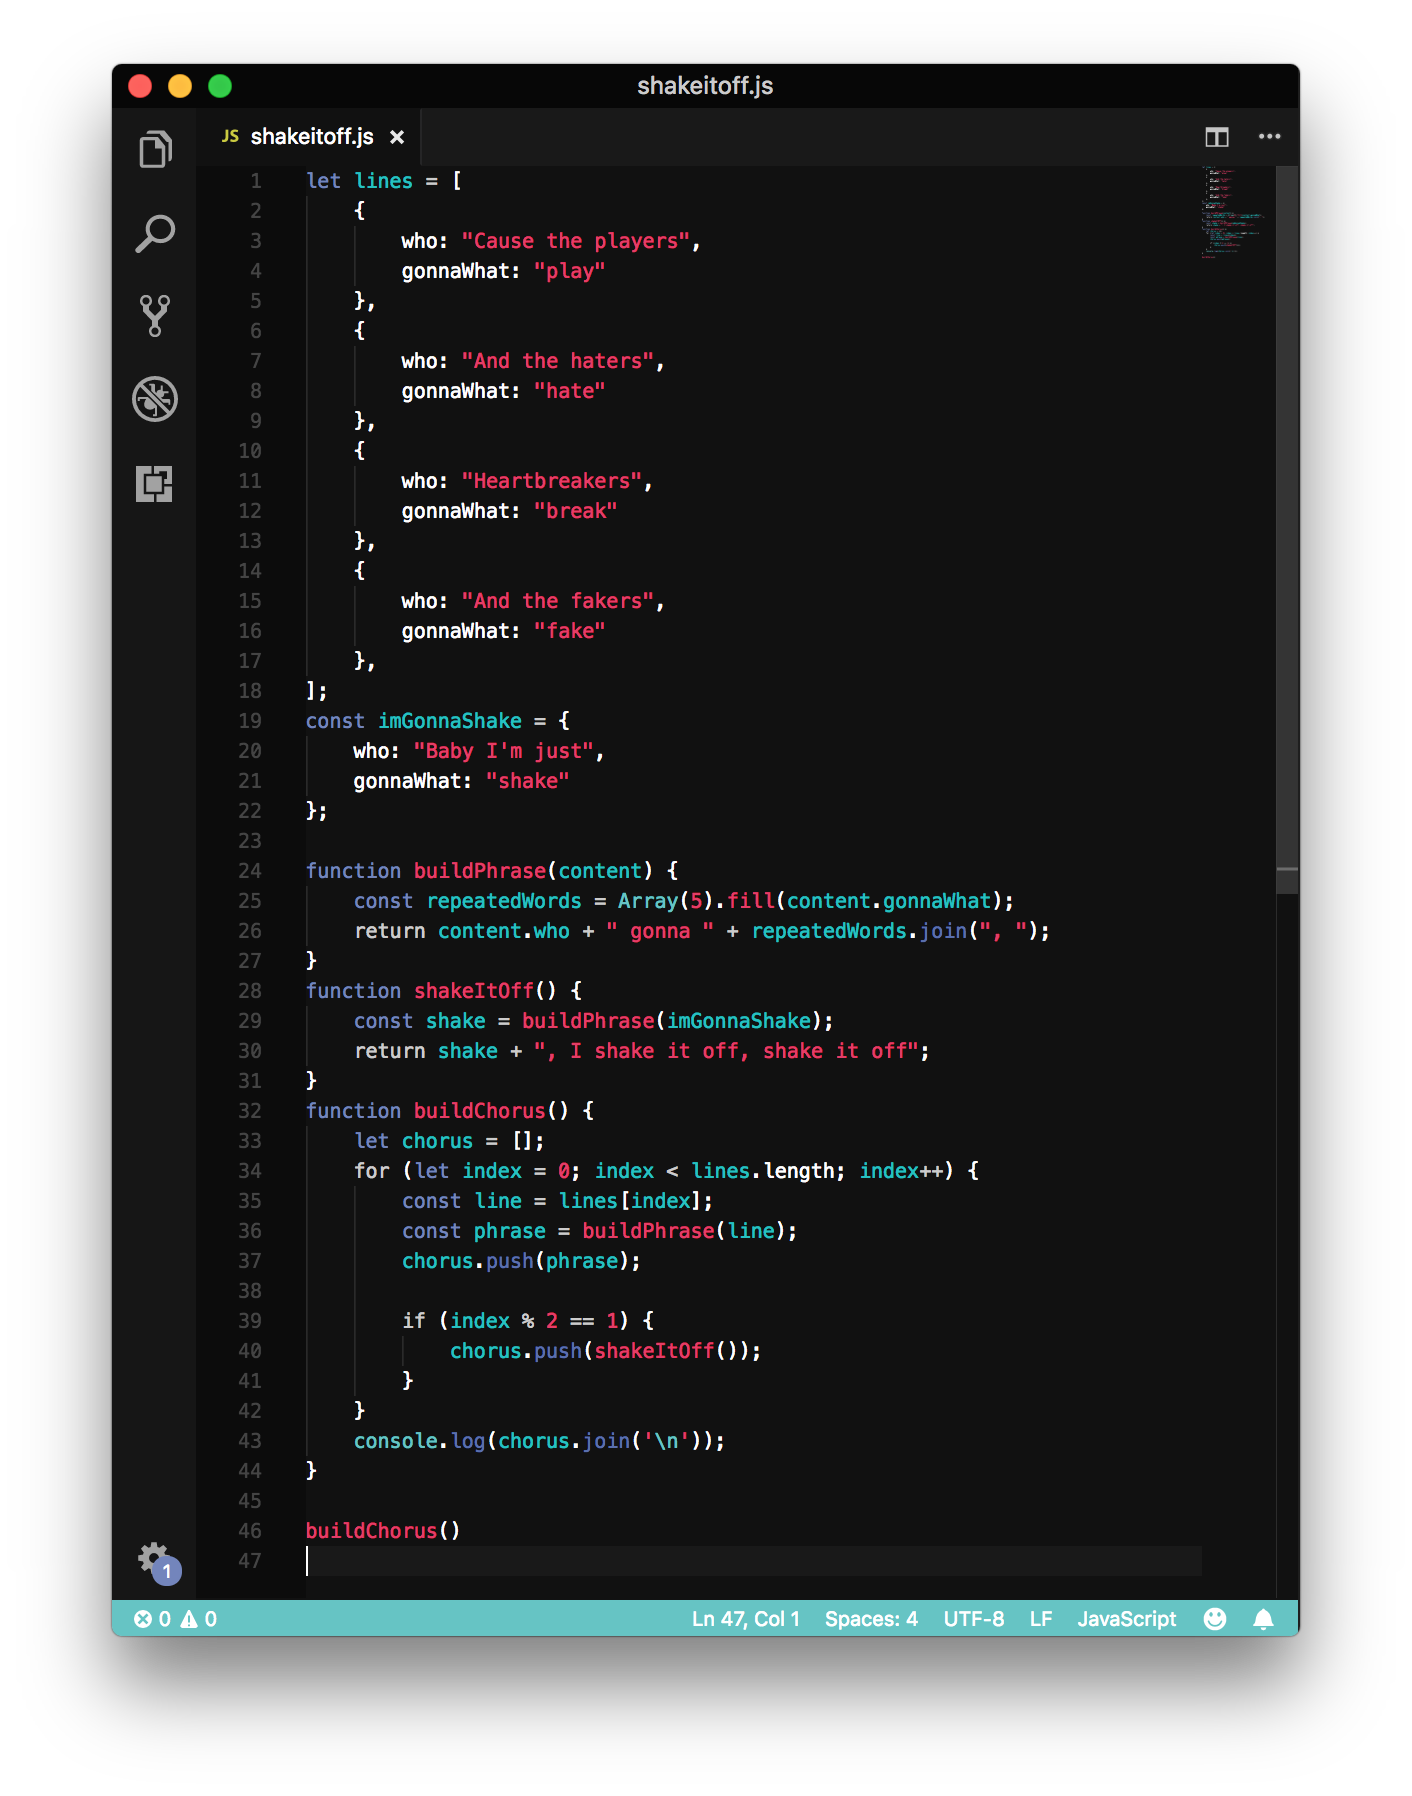 shakeitoff.js
JS shakeitoff.js ×
1 let lines = [
2     {
3         who: "Cause the players",
4         gonnaWhat: "play"
5     },
6     {
7         who: "And the haters",
8         gonnaWhat: "hate"
9     },
10     {
11         who: "Heartbreakers",
12         gonnaWhat: "break"
13     },
14     {
15         who: "And the fakers",
16         gonnaWhat: "fake"
17     },
18 ];
19 const imGonnaShake = {
20     who: "Baby I'm just",
21     gonnaWhat: "shake"
22 };
23
24 function buildPhrase(content) {
25     const repeatedWords = Array(5).fill(content.gonnaWhat);
26     return content.who + " gonna " + repeatedWords.join(", ");
27 }
28 function shakeItOff() {
29     const shake = buildPhrase(imGonnaShake);
30     return shake + ", I shake it off, shake it off";
31 }
32 function buildChorus() {
33     let chorus = [];
34     for (let index = 0; index < lines.length; index++) {
35         const line = lines[index];
36         const phrase = buildPhrase(line);
37         chorus.push(phrase);
38
39         if (index % 2 == 1) {
40             chorus.push(shakeItOff());
41         }
42     }
43     console.log(chorus.join('\n'));
44 }
45
46 buildChorus()
47
1
0 0 Ln 47, Col 1 Spaces: 4 UTF-8 LF JavaScript